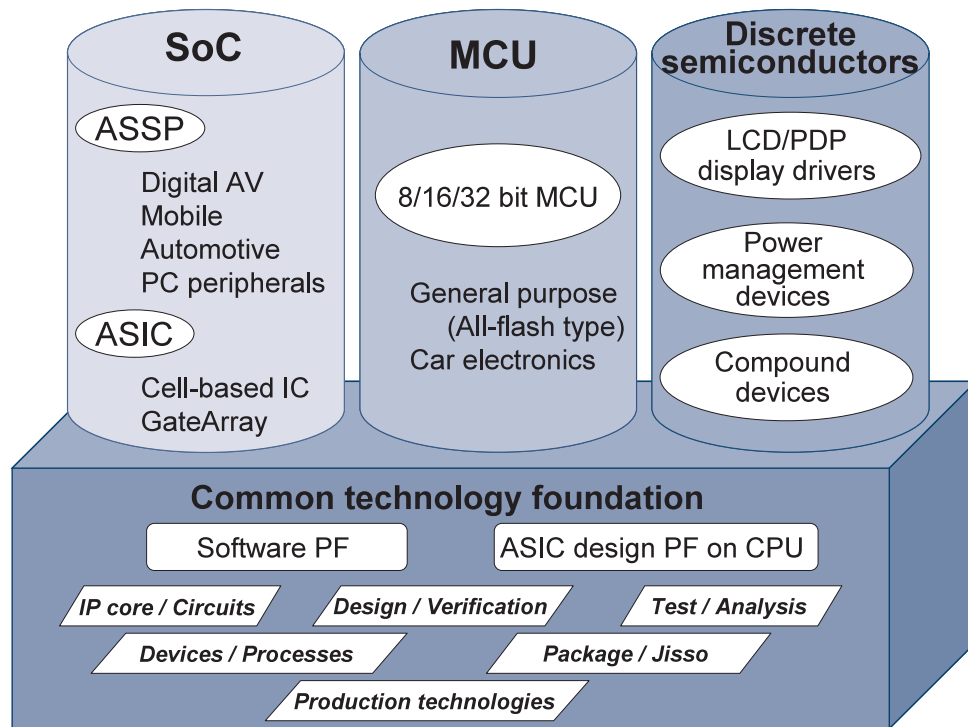 SoC
ASSP
Digital AV
Mobile
Automotive
PC peripherals
ASIC
Cell-based IC
GateArray
MCU
8/16/32 bit MCU
General purpose
(All-flash type)
Car electronics
Discrete
semiconductors
LCD/PDP
display drivers
Power
management
devices
Compound
devices
Common technology foundation
Software PF
ASIC design PF on CPU
IP core / Circuits
Design / Verification
Test / Analysis
Devices / Processes
Package / Jisso
Production technologies